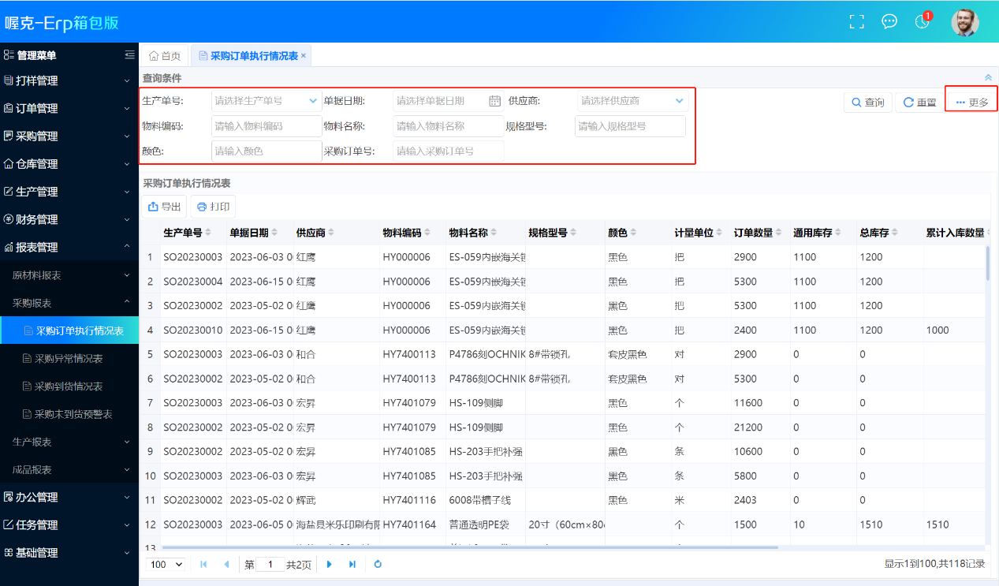 喔克-Erp箱包版
1
管理菜单
打样管理
订单管理
采购管理
仓库管理
生产管理
财务管理
报表管理
原材料报表
采购报表
采购订单执行情况表
采购异常情况表
采购到货情况表
采购未到货预警表
生产报表
成品报表
办公管理
任务管理
基础管理
首页 采购订单执行情况表 ×
查询条件
生产单号: 请选择生产单号 单据日期: 请选择单据日期 供应商: 请选择供应商 查询 重置 ··· 更多
物料编码: 请输入物料编码 物料名称: 请输入物料名称 规格型号: 请输入规格型号
颜色: 请输入颜色 采购订单号: 请输入采购订单号
采购订单执行情况表
导出 打印
生产单号 单据日期 供应商 物料编码 物料名称 规格型号 颜色 计量单位 订单数量 通用库存 总库存 累计入库数量
1 SO20230003 2023-06-03 0 红鹰 HY000006 ES-059内嵌海关锁 黑色 把 2900 1100 1200
2 SO20230004 2023-06-15 0 红鹰 HY000006 ES-059内嵌海关锁 黑色 把 5300 1100 1200
3 SO20230002 2023-05-02 0 红鹰 HY000006 ES-059内嵌海关锁 黑色 把 5300 1100 1200
4 SO20230010 2023-06-15 0 红鹰 HY000006 ES-059内嵌海关锁 黑色 把 2400 1100 1200 1000
5 SO20230003 2023-06-03 0 和合 HY7400113 P4786刻OCHNIK 8#带锁孔 套皮黑色 对 2900 0 0
6 SO20230002 2023-05-02 0 和合 HY7400113 P4786刻OCHNIK 8#带锁孔 套皮黑色 对 5300 0 0
7 SO20230003 2023-06-03 0 宏昇 HY7401079 HS-109侧脚 黑色 个 11600 0 0
8 SO20230002 2023-05-02 0 宏昇 HY7401079 HS-109侧脚 黑色 个 21200 0 0
9 SO20230002 2023-05-02 0 宏昇 HY7401085 HS-203手把补强 黑色 条 10600 0 0
10 SO20230003 2023-06-03 0 宏昇 HY7401085 HS-203手把补强 黑色 条 5800 0 0
11 SO20230002 2023-05-02 0 辉武 HY7401116 6008带槽子线 黑色 米 2403 0 0
12 SO20230003 2023-06-05 0 海盐县米乐印刷有限 HY7401164 普通透明PE袋 20寸（60cm×80 个 1500 10 1510 1510
13
100 第 1 共2页 显示1到100,共118记录